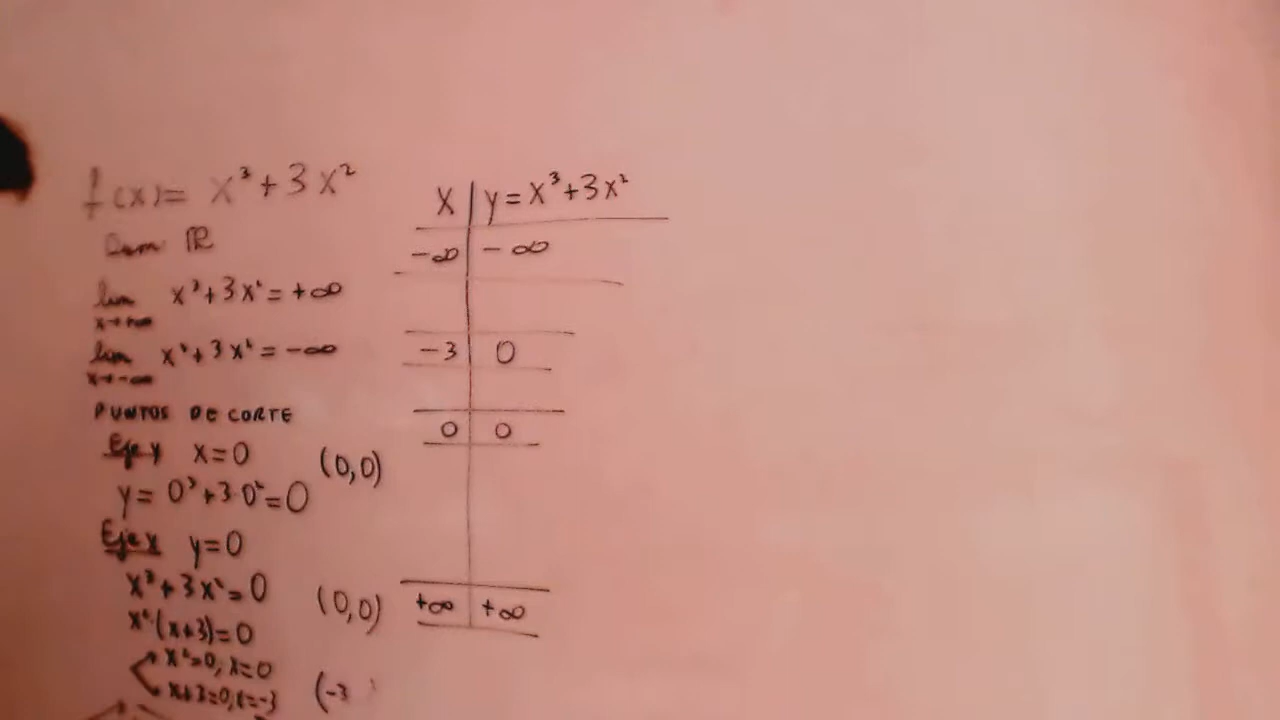 f(x)= x³+3x²
Dom: ℝ
lim x³+3x²=+∞
x→+∞
lim x³+3x²=-∞
x→-∞
PUNTOS DE CORTE
Eje y x=0 (0,0)
y= 0³+3·0²=0
Eje x y=0
x³+3x²=0
x²·(x+3)=0 (0,0)
x²=0, x=0
x+3=0, x=-3 (-3
x y=x³+3x²
-∞ -∞
-3 0
0 0
+∞ +∞